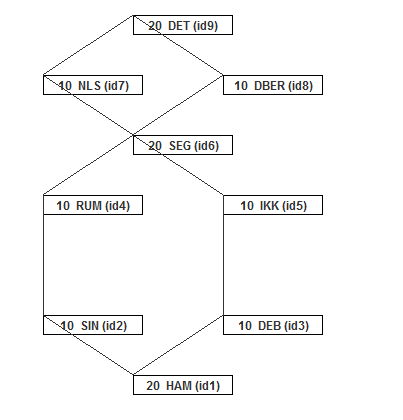 20 DET (id9)
10 NLS (id7)
10 DBER (id8)
20 SEG (id6)
10 RUM (id4)
10 IKK (id5)
10 SIN (id2)
10 DEB (id3)
20 HAM (id1)